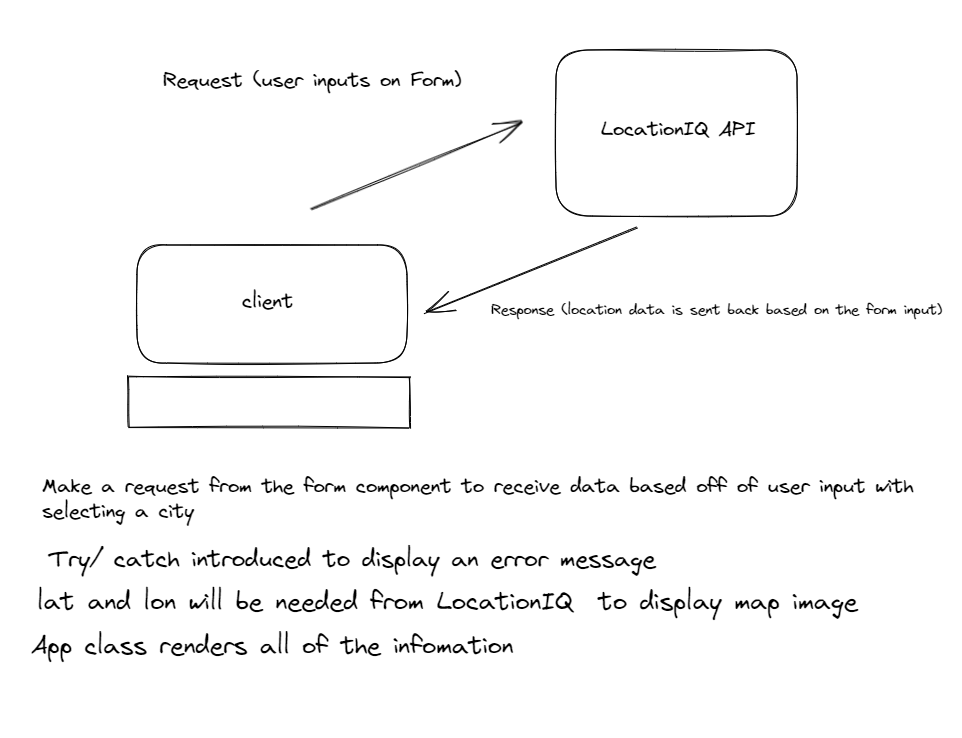 Request (user inputs on Form)
LocationIQ API
client
Response (location data is sent back based on the form input)
Make a request from the form component to receive data based off of user input with
selecting a city
Try/ catch introduced to display an error message
lat and lon will be needed from LocationIQ to display map image
App class renders all of the infomation